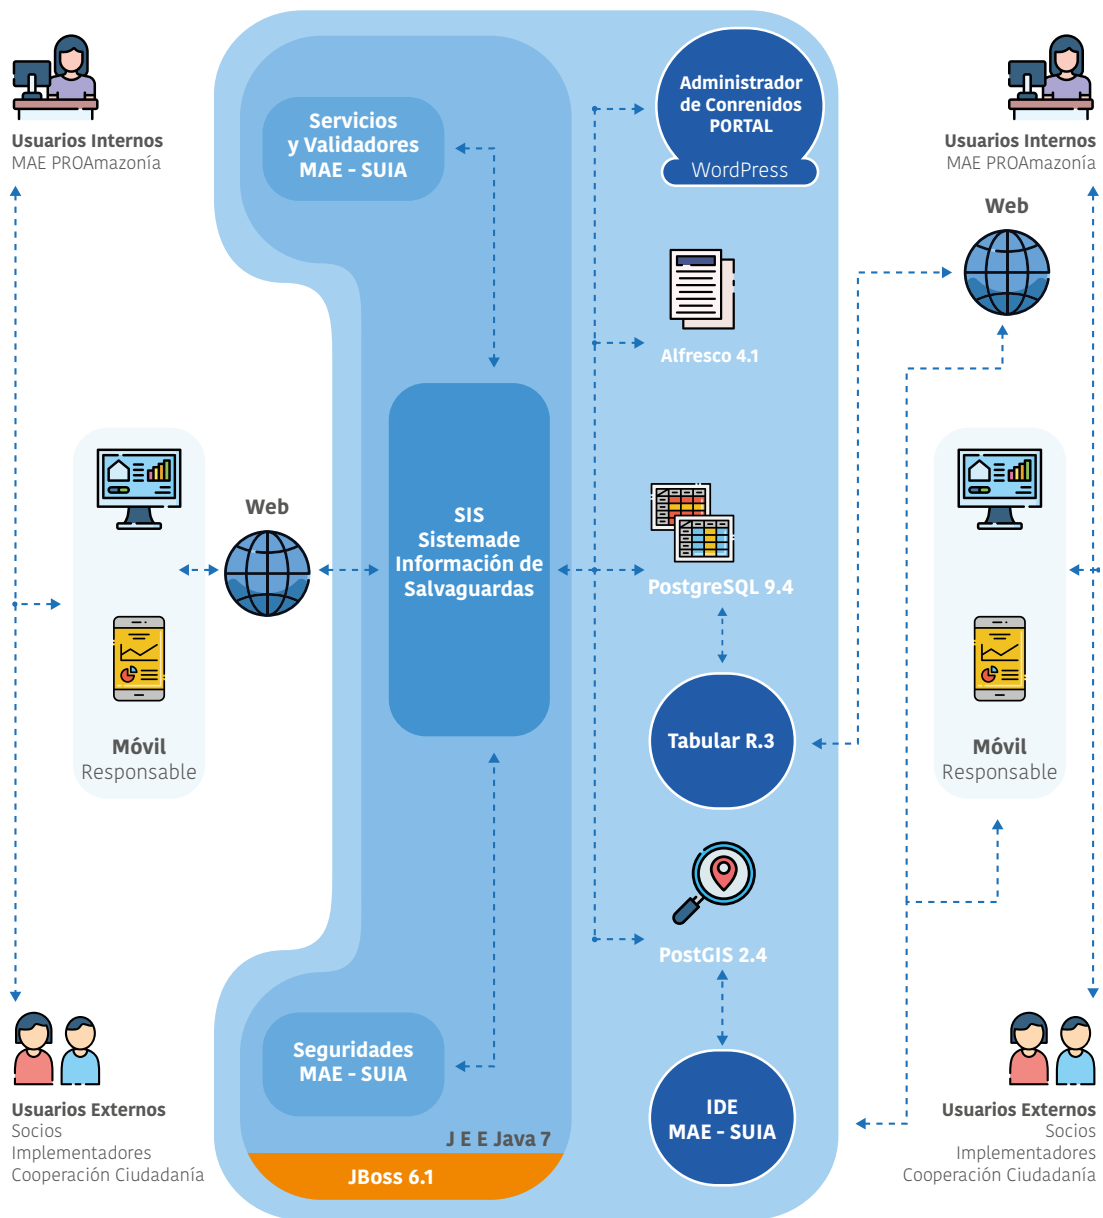 Usuarios Internos
MAE PROAmazonía
Servicios
y Validadores
MAE - SUIA
Administrador
de Conrenidos
PORTAL
WordPress
Usuarios Internos
MAE PROAmazonía
Web
Alfresco 4.1
Web
SIS
Sistemade
Información de
Salvaguardas
PostgreSQL 9.4
Móvil
Responsable
Tabular R.3
Móvil
Responsable
PostGIS 2.4
Seguridades
MAE - SUIA
IDE
MAE - SUIA
J E E Java 7
JBoss 6.1
Usuarios Externos
Socios
Implementadores
Cooperación Ciudadanía
Usuarios Externos
Socios
Implementadores
Cooperación Ciudadanía